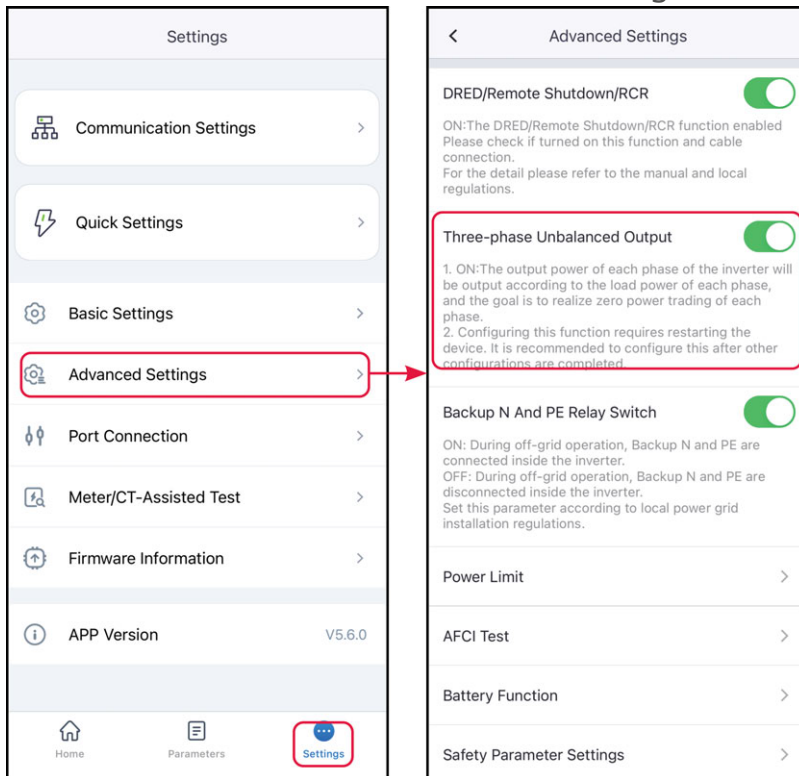 Settings
Communication Settings
Quick Settings
Basic Settings
Advanced Settings
Port Connection
Meter/CT-Assisted Test
Firmware Information
APP Version V5.6.0
Home Parameters Settings
Advanced Settings
DRED/Remote Shutdown/RCR
ON:The DRED/Remote Shutdown/RCR function enabled
Please check if turned on this function and cable
connection.
For the detail please refer to the manual and local
regulations.
Three-phase Unbalanced Output
1. ON:The output power of each phase of the inverter will
be output according to the load power of each phase,
and the goal is to realize zero power trading of each
phase.
2. Configuring this function requires restarting the
device. It is recommended to configure this after other
configurations are completed.
Backup N And PE Relay Switch
ON: During off-grid operation, Backup N and PE are
connected inside the inverter.
OFF: During off-grid operation, Backup N and PE are
disconnected inside the inverter.
Set this parameter according to local power grid
installation regulations.
Power Limit
AFCI Test
Battery Function
Safety Parameter Settings